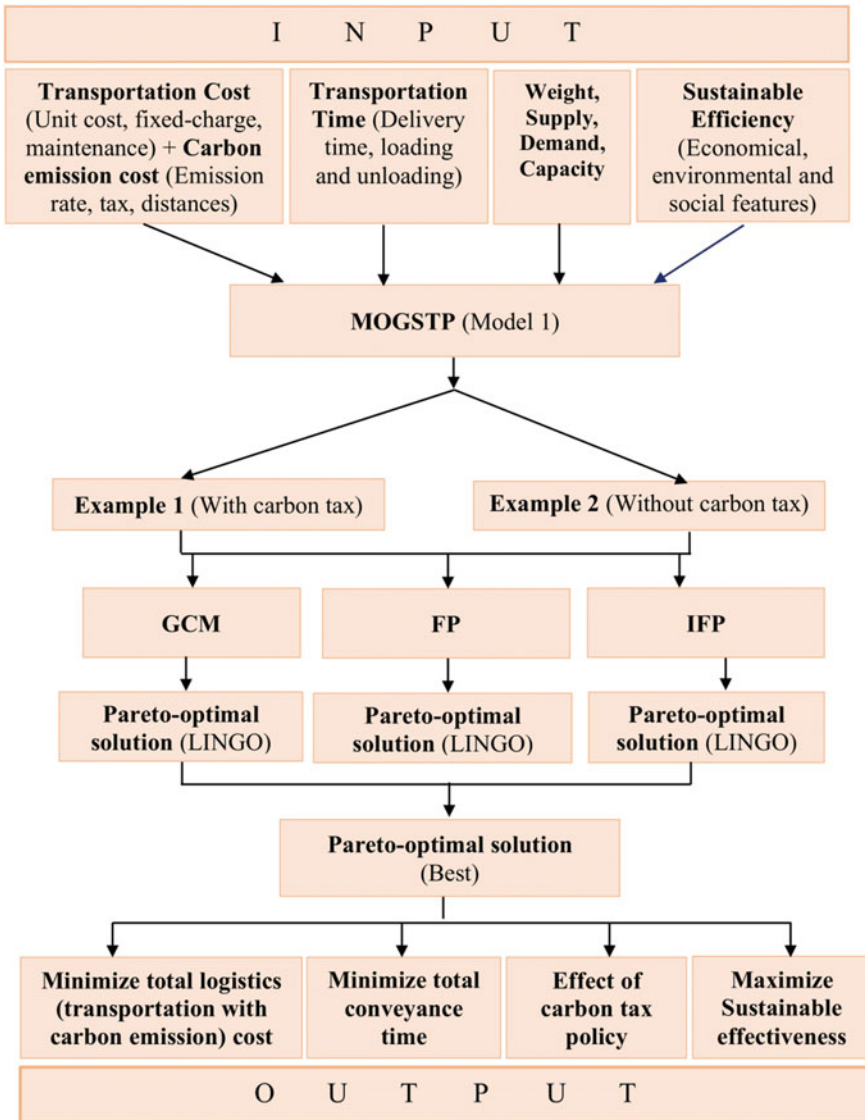 I N P U T
Transportation Cost
(Unit cost, fixed-charge,
maintenance) + Carbon
emission cost (Emission
rate, tax, distances)
Transportation
Time (Delivery
time, loading
and unloading)
Weight,
Supply,
Demand,
Capacity
Sustainable
Efficiency
(Economical,
environmental and
social features)
MOGSTP (Model 1)
Example 1 (With carbon tax)
Example 2 (Without carbon tax)
GCM
FP
IFP
Pareto-optimal
solution (LINGO)
Pareto-optimal
solution (LINGO)
Pareto-optimal
solution (LINGO)
Pareto-optimal solution
(Best)
Minimize total logistics
(transportation with
carbon emission) cost
Minimize total
conveyance
time
Effect of
carbon tax
policy
Maximize
Sustainable
effectiveness
O U T P U T